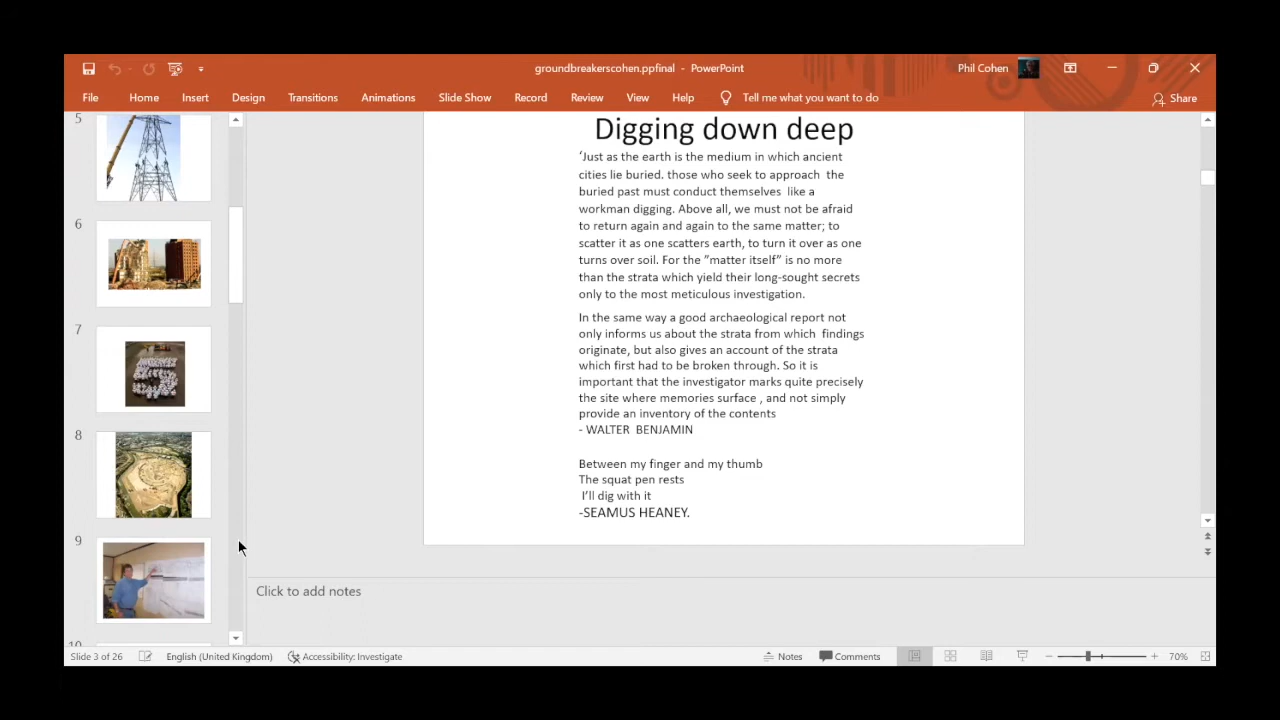 groundbreakerscohen.ppfinal - PowerPoint
Phil Cohen
File Home Insert Design Transitions Animations Slide Show Record Review View Help Tell me what you want to do
Share
5
6
7
8
9
10
Digging down deep
‘Just as the earth is the medium in which ancient
cities lie buried. those who seek to approach the
buried past must conduct themselves like a
workman digging. Above all, we must not be afraid
to return again and again to the same matter; to
scatter it as one scatters earth, to turn it over as one
turns over soil. For the ”matter itself” is no more
than the strata which yield their long-sought secrets
only to the most meticulous investigation.
In the same way a good archaeological report not
only informs us about the strata from which findings
originate, but also gives an account of the strata
which first had to be broken through. So it is
important that the investigator marks quite precisely
the site where memories surface , and not simply
provide an inventory of the contents
- WALTER BENJAMIN
Between my finger and my thumb
The squat pen rests
I’ll dig with it
-SEAMUS HEANEY.
Click to add notes
Slide 3 of 26 English (United Kingdom) Accessibility: Investigate Notes Comments 70%